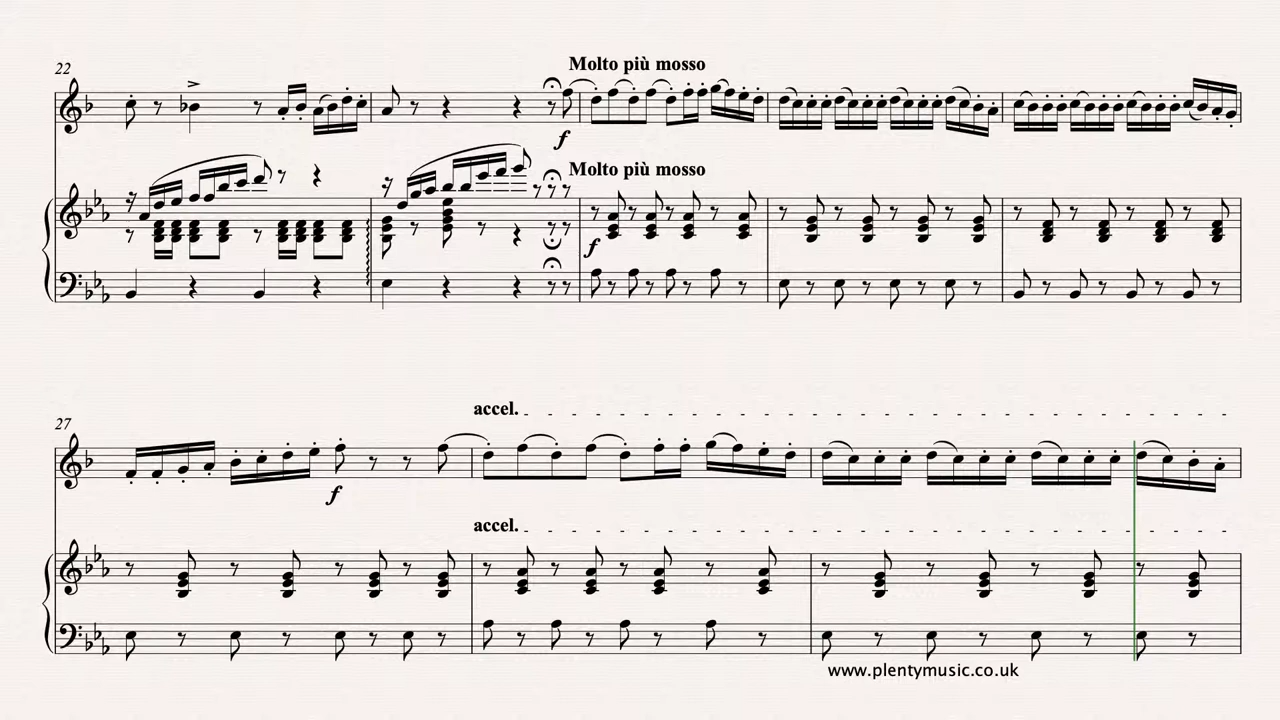 22
Molto più mosso
f
Molto più mosso
f
27
accel.
f
accel.
www.plentymusic.co.uk